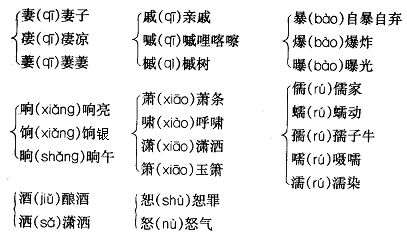 妻(qī)妻子
凄(qī)凄凉
萋(qī)萋萋
戚(qī)亲戚
嘁(qī)嘁哩喀嚓
槭(qì)槭树
暴(bào)自暴自弃
爆(bào)爆炸
曝(bào)曝光
响(xiǎng)响亮
饷(xiǎng)饷银
晌(shǎng)晌午
萧(xiāo)萧条
啸(xiào)呼啸
潇(xiāo)潇洒
箫(xiāo)玉箫
儒(rú)儒家
蠕(rú)蠕动
孺(rú)孺子牛
嚅(rú)嗫嚅
濡(rú)濡染
酒(jiǔ)酿酒
洒(sǎ)潇洒
恕(shù)恕罪
怒(nù)怒气